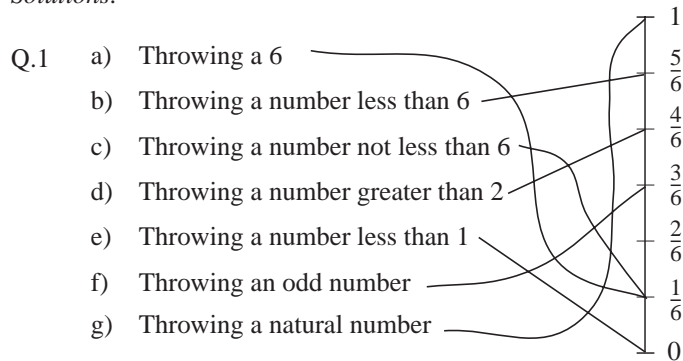 Solutions:
Q.1 a) Throwing a 6
b) Throwing a number less than 6
c) Throwing a number not less than 6
d) Throwing a number greater than 2
e) Throwing a number less than 1
f) Throwing an odd number
g) Throwing a natural number
1
5/6
4/6
3/6
2/6
1/6
0